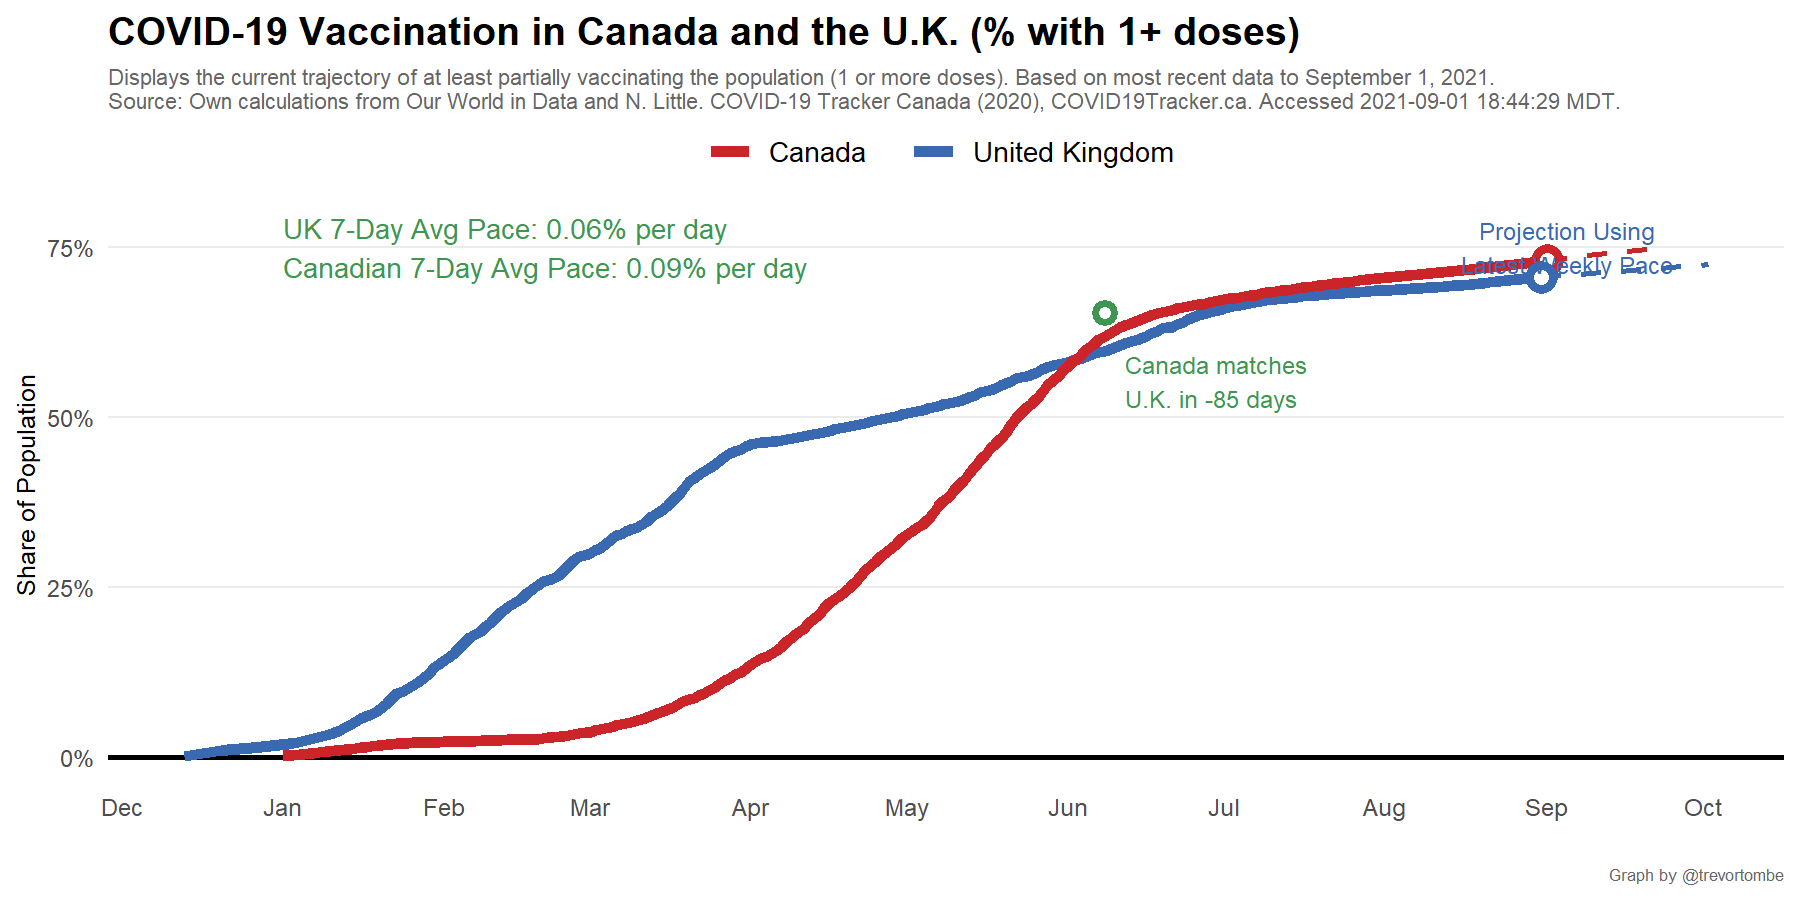 COVID-19 Vaccination in Canada and the U.K. (% with 1+ doses)
Displays the current trajectory of at least partially vaccinating the population (1 or more doses). Based on most recent data to September 1, 2021.
Source: Own calculations from Our World in Data and N. Little. COVID-19 Tracker Canada (2020), COVID19Tracker.ca. Accessed 2021-09-01 18:44:29 MDT.
Canada
United Kingdom
UK 7-Day Avg Pace: 0.06% per day
Canadian 7-Day Avg Pace: 0.09% per day
Projection Using
Latest Weekly Pace
Canada matches
U.K. in -85 days
Share of Population
75%
50%
25%
0%
Dec
Jan
Feb
Mar
Apr
May
Jun
Jul
Aug
Sep
Oct
Graph by @trevortombe